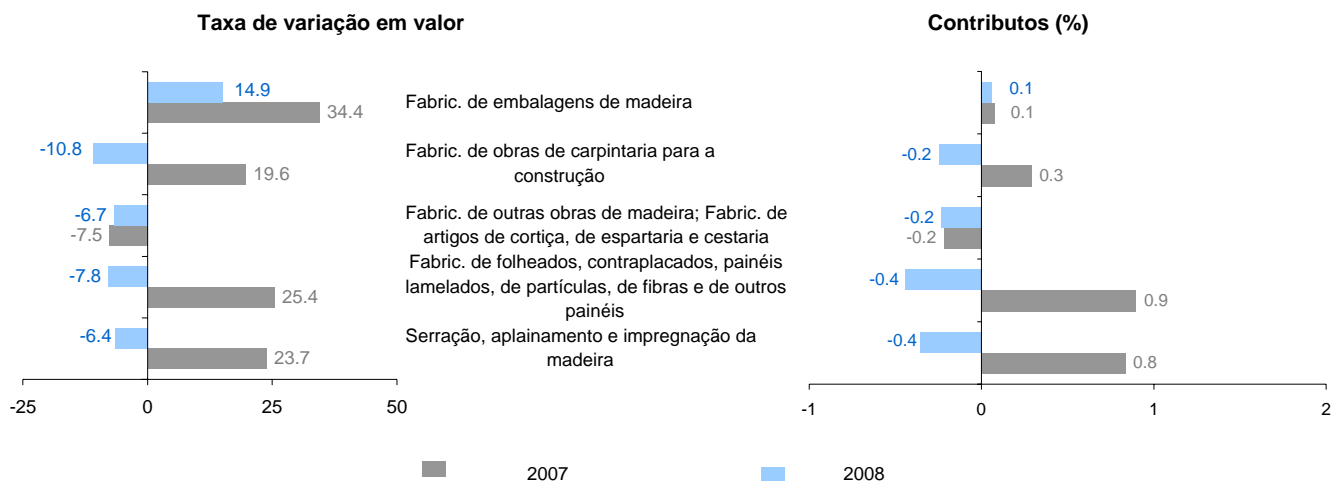 Taxa de variação em valor
Contributos (%)
14.9
34.4
Fabric. de embalagens de madeira
0.1
0.1
-10.8
19.6
Fabric. de obras de carpintaria para a
construção
-0.2
0.3
-6.7
-7.5
Fabric. de outras obras de madeira; Fabric. de
artigos de cortiça, de espartaria e cestaria
-0.2
-0.2
-7.8
25.4
Fabric. de folheados, contraplacados, painéis
lamelados, de partículas, de fibras e de outros
painéis
-0.4
0.9
-6.4
23.7
Serração, aplainamento e impregnação da
madeira
-0.4
0.8
-25
0
25
50
-1
0
1
2
2007
2008